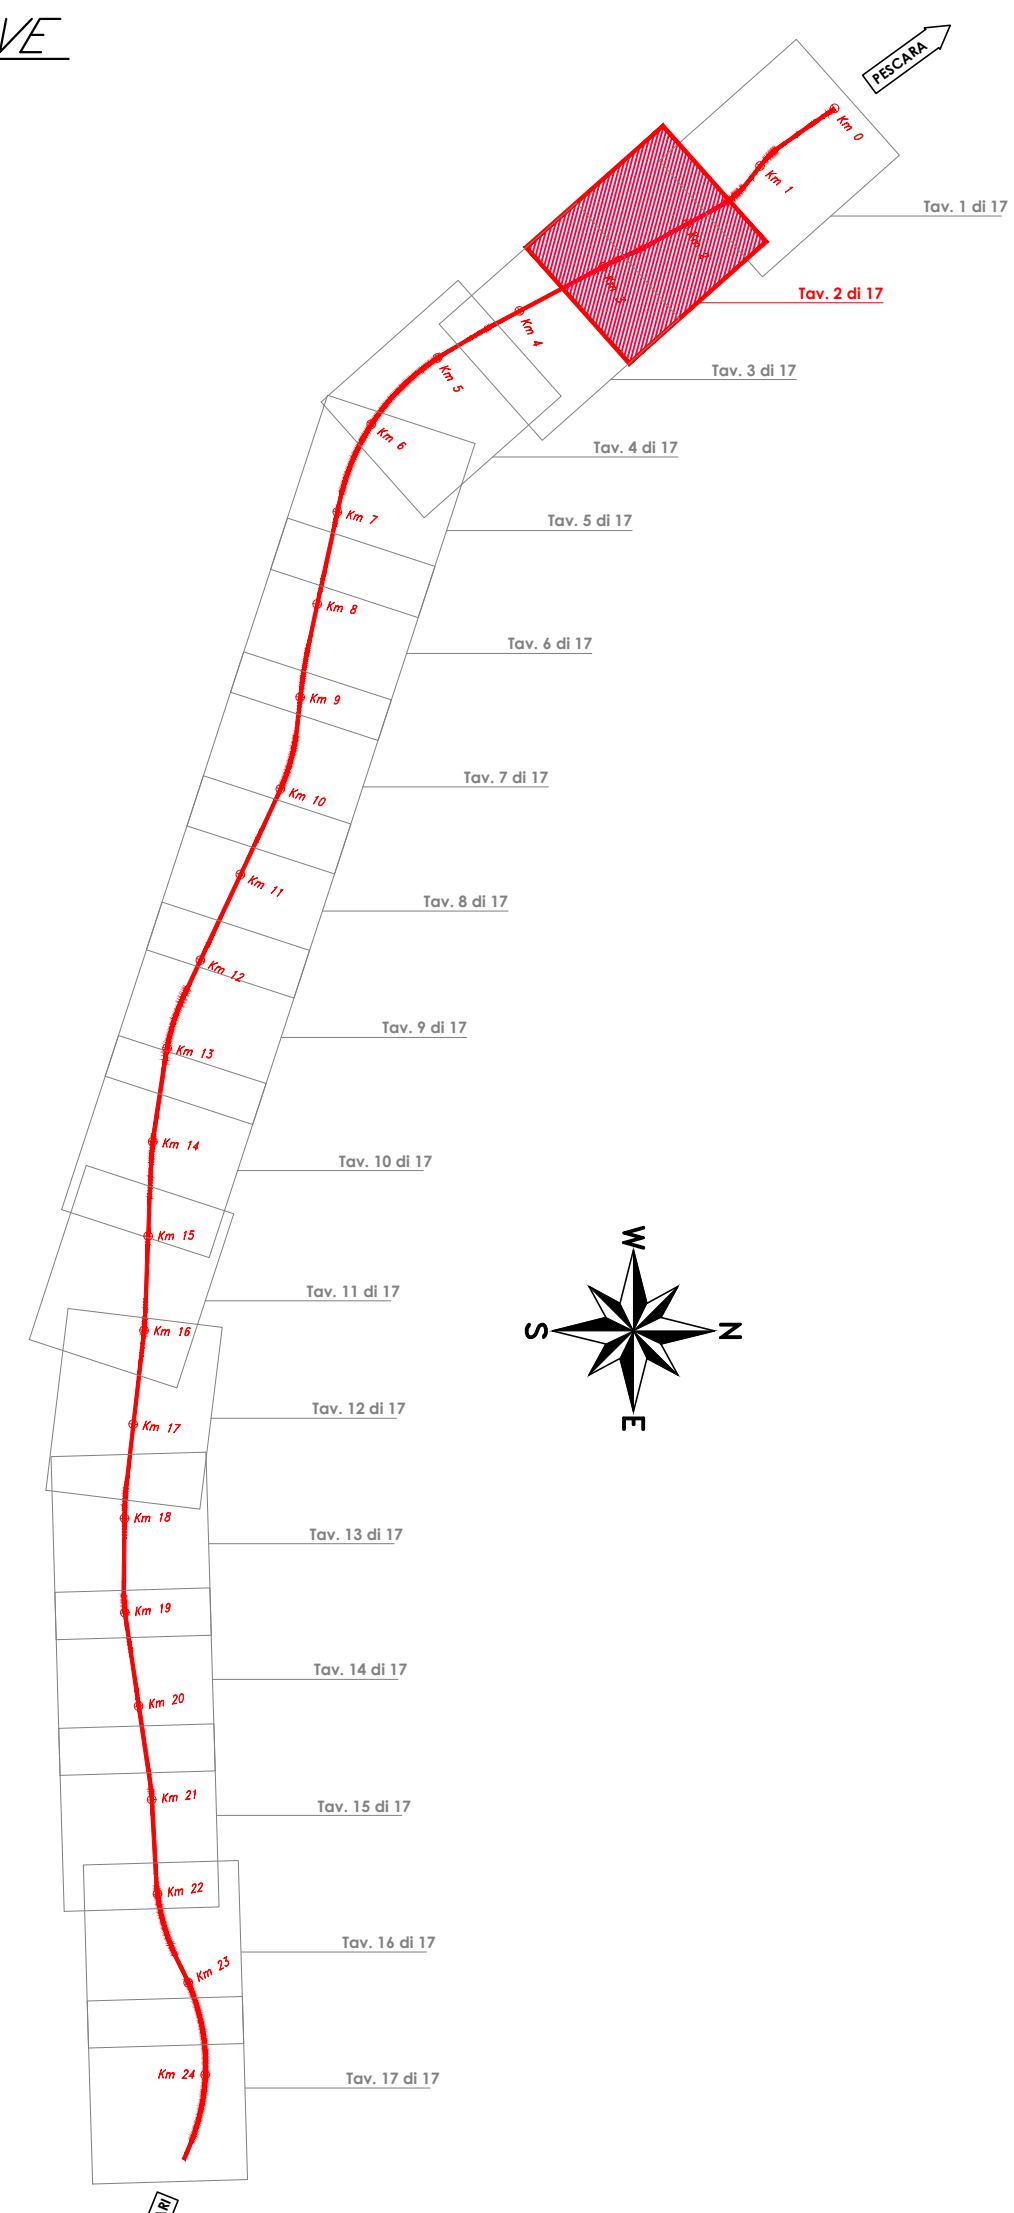 VE
PESCARA
Km 0
Km 1
Tav. 1 di 17
Km 2
Km 3
Tav. 2 di 17
Km 4
Km 5
Tav. 3 di 17
Km 6
Tav. 4 di 17
Km 7
Tav. 5 di 17
Km 8
Tav. 6 di 17
Km 9
Tav. 7 di 17
Km 10
Km 11
Tav. 8 di 17
Km 12
Tav. 9 di 17
Km 13
Km 14
Tav. 10 di 17
Km 15
W
Tav. 11 di 17
Km 16
S
N
Tav. 12 di 17
Km 17
E
Km 18
Tav. 13 di 17
Km 19
Tav. 14 di 17
Km 20
Km 21
Tav. 15 di 17
Km 22
Tav. 16 di 17
Km 23
Km 24
Tav. 17 di 17